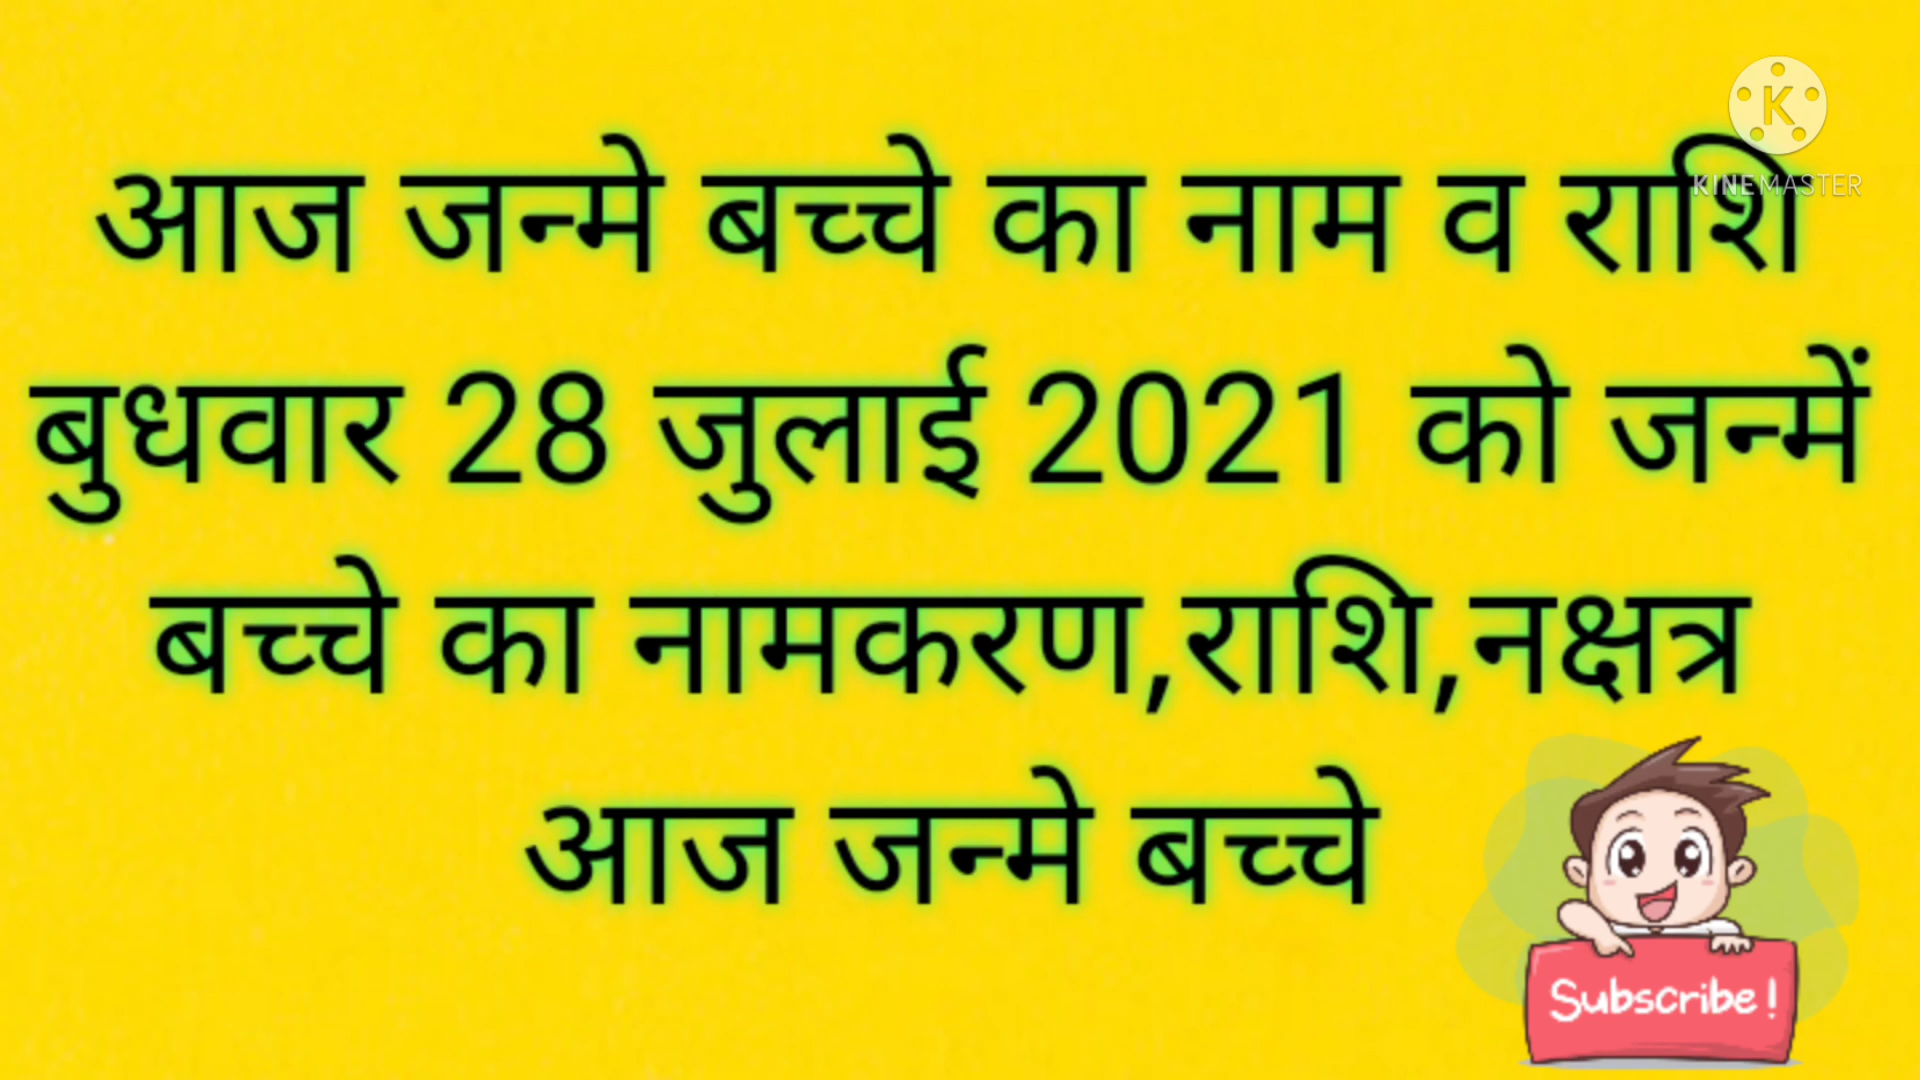 आज जन्मे बच्चे का नाम व राशि
बुधवार 28 जुलाई 2021 को जन्में
बच्चे का नामकरण,राशि,नक्षत्र
आज जन्मे बच्चे
K
KINEMASTER
Subscribe!